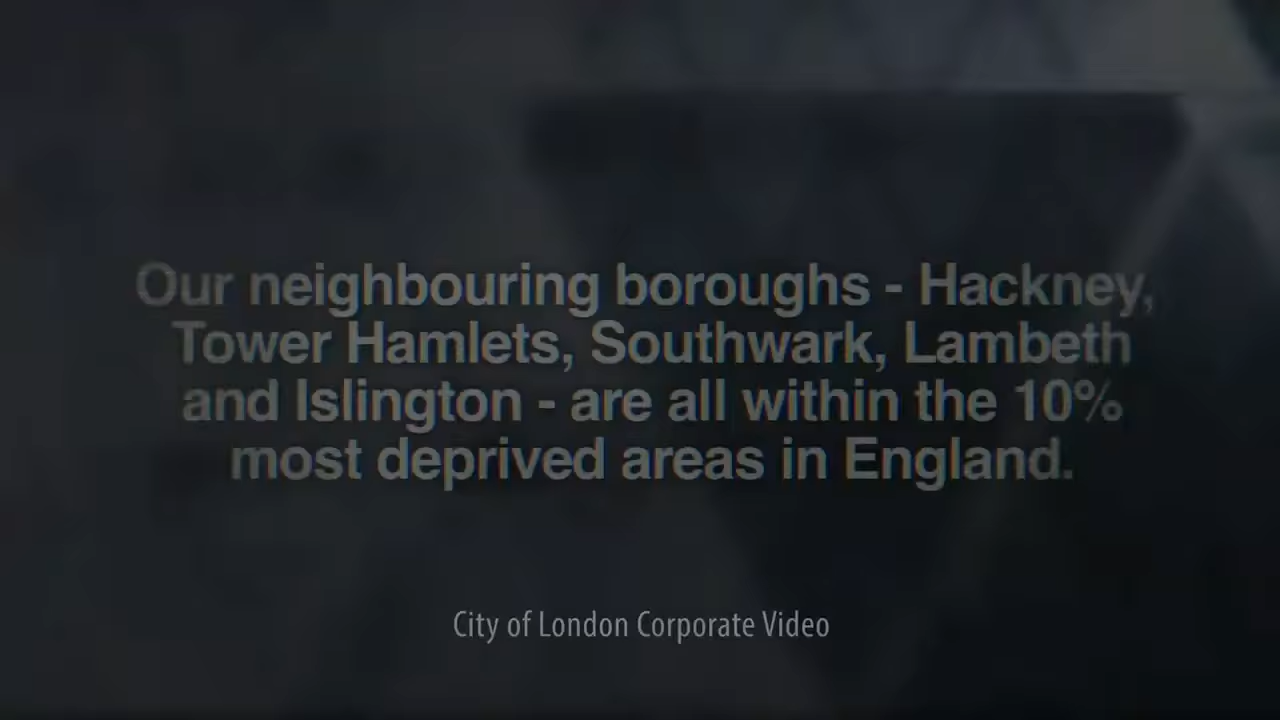 Our neighbouring boroughs - Hackney,
Tower Hamlets, Southwark, Lambeth
and Islington - are all within the 10%
most deprived areas in England.
City of London Corporate Video